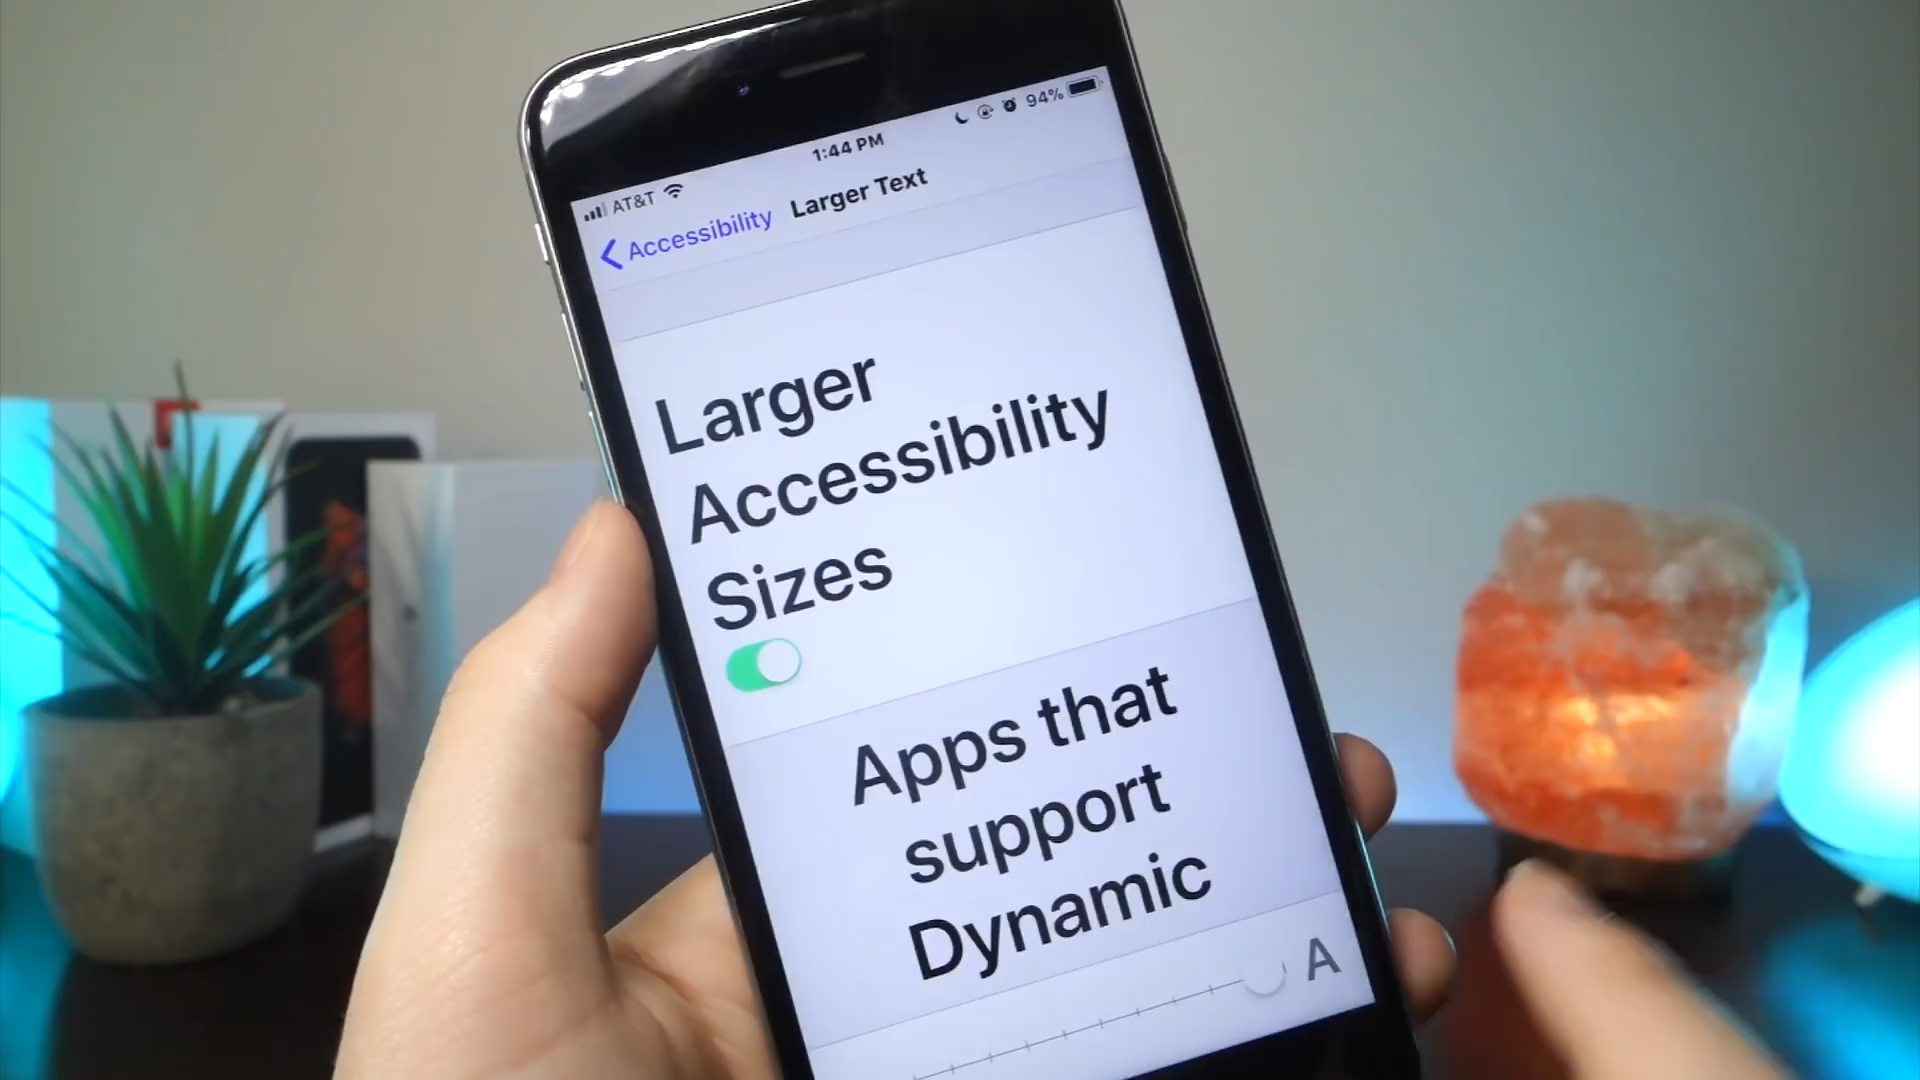 94%
1:44 PM
AT&T
Accessibility Larger Text
Larger
Accessibility
Sizes
Apps that
support
Dynamic
A